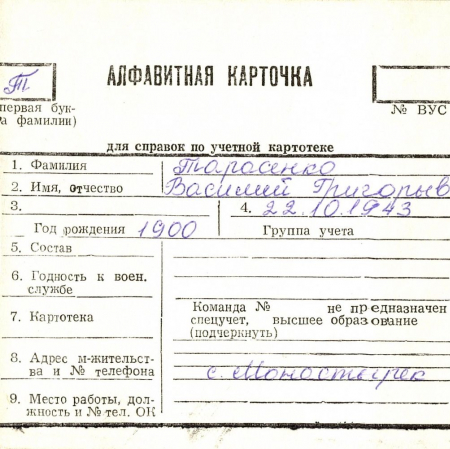 Т
АЛФАВИТНАЯ КАРТОЧКА
первая бук-
а фамилии)
№ ВУС
для справок по учетной картотеке
1. Фамилия Тарасенко
2. Имя, отчество Василий Григорьев
3. 4. 22.10.1943
Год рождения 1900 Группа учета
5. Состав
6. Годность к воен.
службе
7. Картотека
Команда № не предназначен
спецучет, высшее образование
(подчеркнуть)
8. Адрес м-жительст-
ва и № телефона
с. Монастырек
9. Место работы, дол-
жность и № тел. ОК